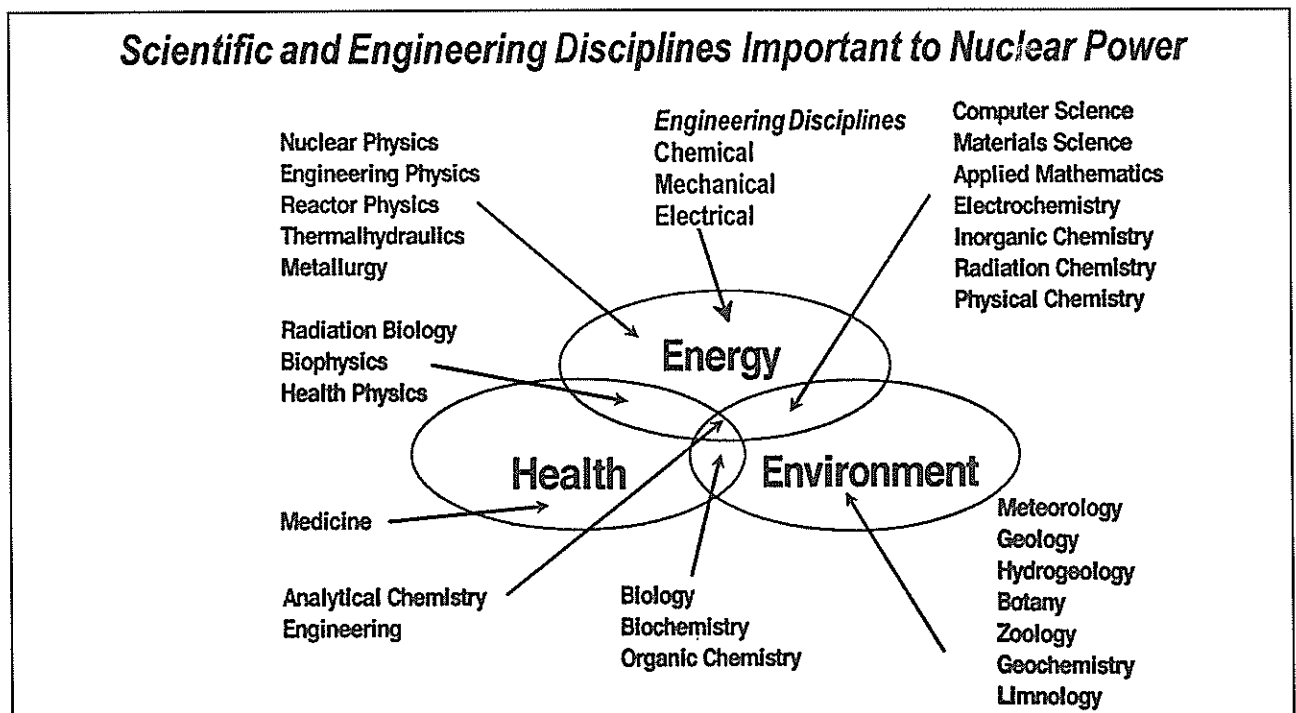 Scientific and Engineering Disciplines Important to Nuclear Power
Nuclear Physics
Engineering Physics
Reactor Physics
Thermalhydraulics
Metallurgy
Engineering Disciplines
Chemical
Mechanical
Electrical
Computer Science
Materials Science
Applied Mathematics
Electrochemistry
Inorganic Chemistry
Radiation Chemistry
Physical Chemistry
Radiation Biology
Biophysics
Health Physics
Energy
Health
Environment
Medicine
Analytical Chemistry
Engineering
Biology
Biochemistry
Organic Chemistry
Meteorology
Geology
Hydrogeology
Botany
Zoology
Geochemistry
Limnology